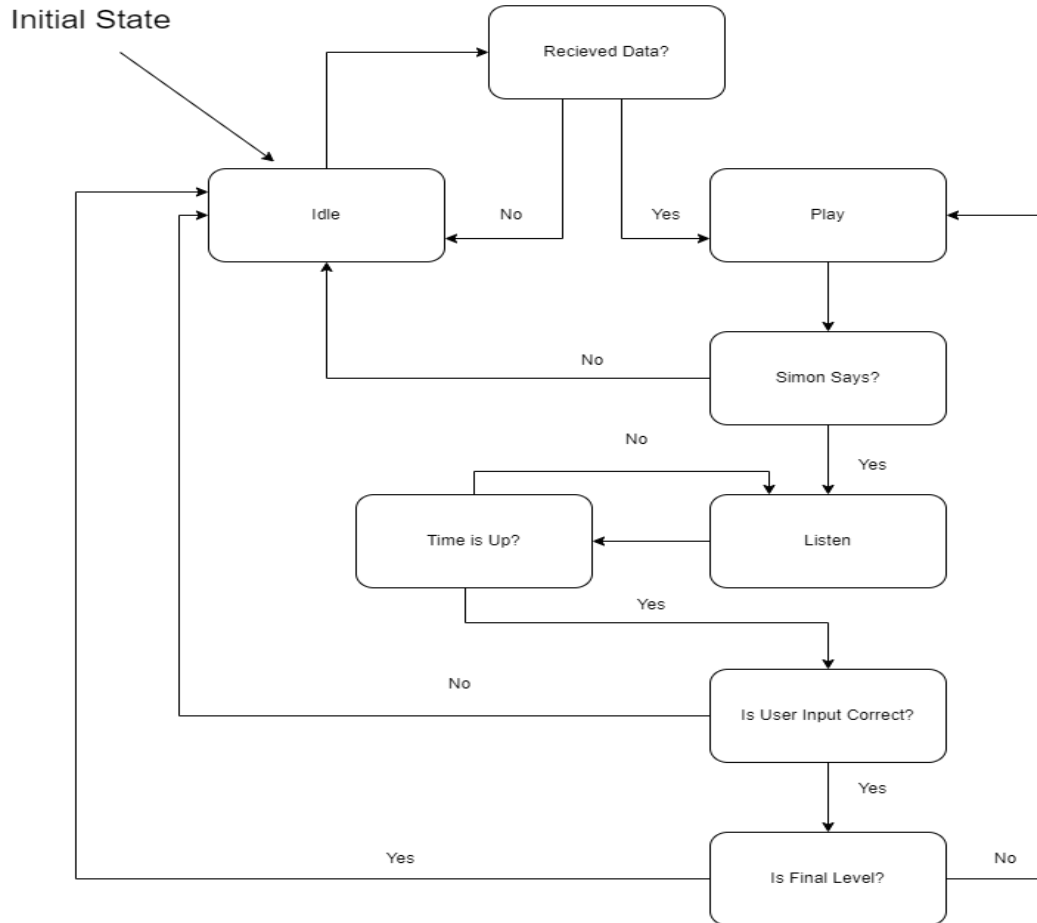 Initial State
Recieved Data?
Idle
No
Yes
Play
No
Simon Says?
No
Yes
Time is Up?
Listen
Yes
No
Is User Input Correct?
Yes
Yes
Is Final Level?
No